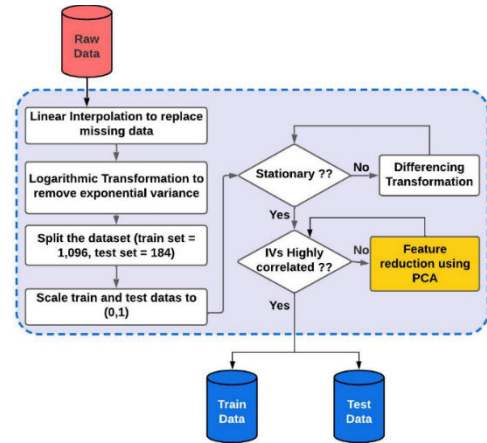 Raw
Data
Linear Interpolation to replace
missing data
Logarithmic Transformation to
remove exponential variance
Split the dataset (train set =
1,096, test set = 184)
Scale train and test datas to
(0,1)
Stationary ??
No
Differencing
Transformation
Yes
IVs Highly
correlated ??
No
Feature
reduction using
PCA
Yes
Train
Data
Test
Data